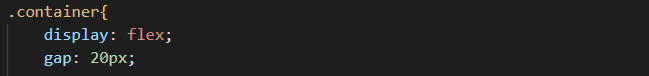 .container{
    display: flex;
    gap: 20px;